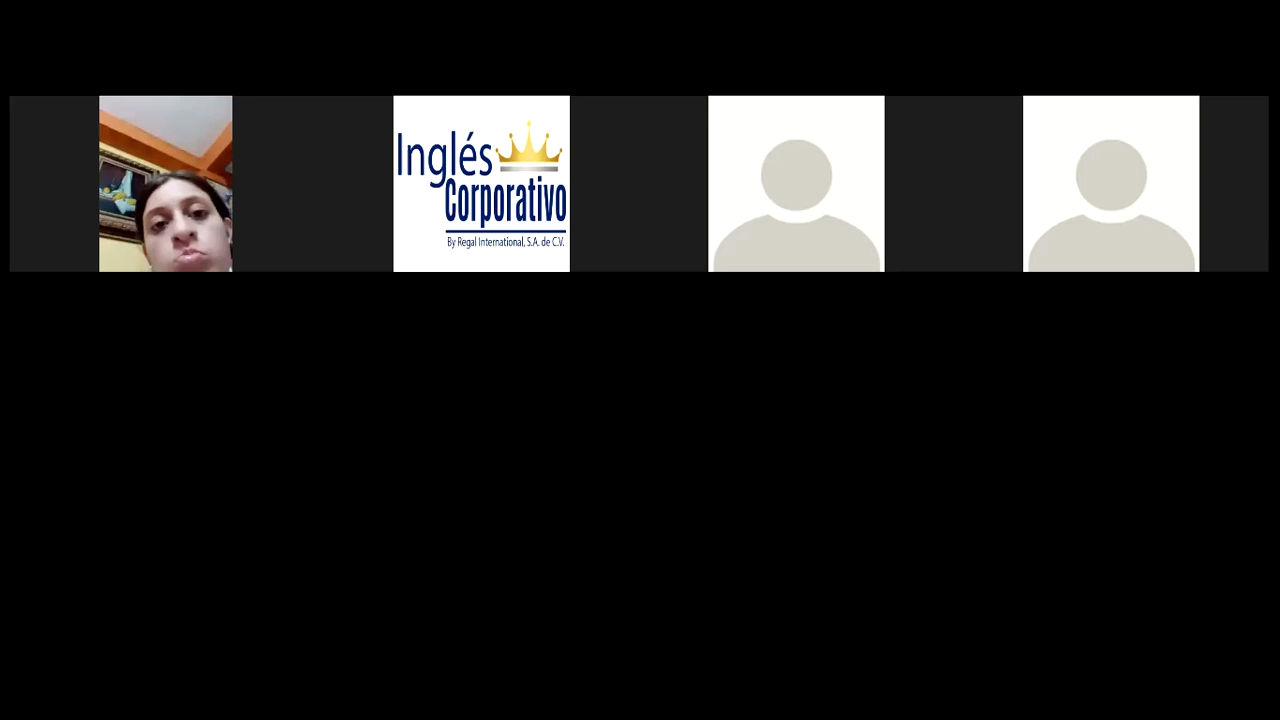 Inglés
Corporativo
By Regal International, S.A. de C.V.